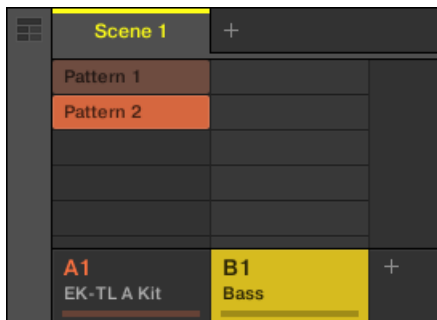 Scene 1 +
Pattern 1
Pattern 2
A1 B1 +
EK-TL A Kit Bass